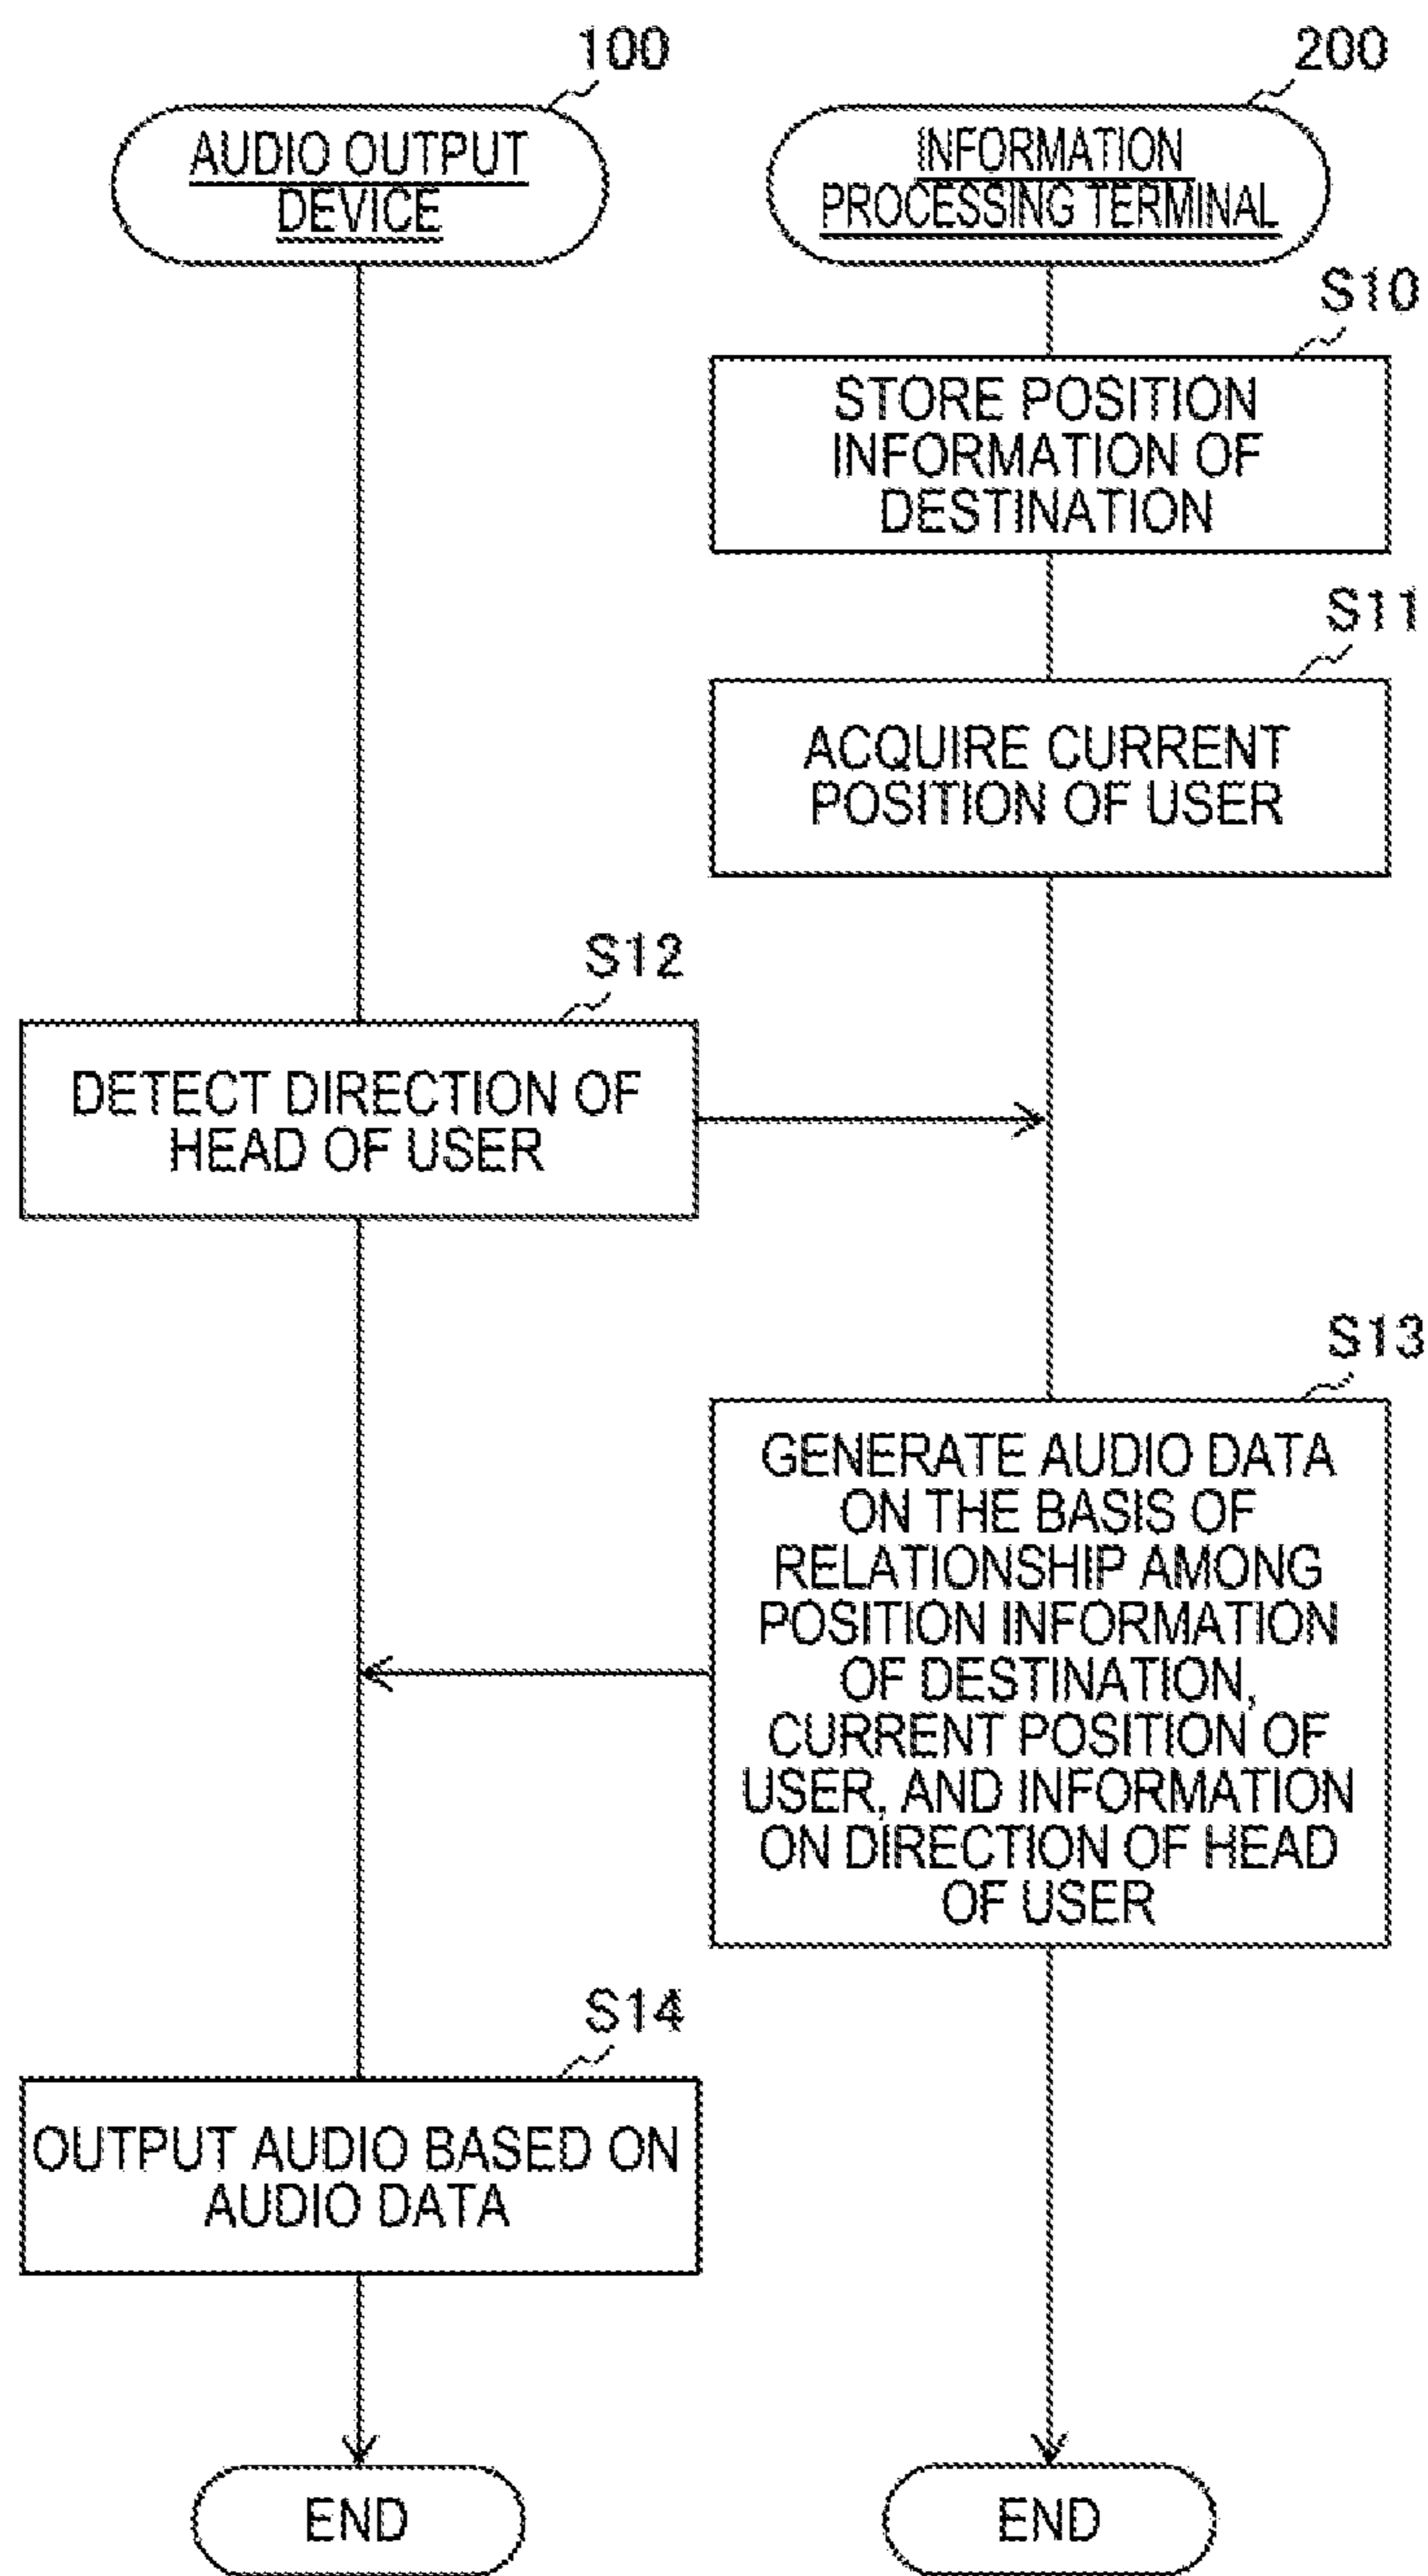 100
AUDIO OUTPUT
DEVICE
200
INFORMATION
PROCESSING TERMINAL
S10
STORE POSITION
INFORMATION OF
DESTINATION
S11
ACQUIRE CURRENT
POSITION OF USER
S12
DETECT DIRECTION OF
HEAD OF USER
S13
GENERATE AUDIO DATA
ON THE BASIS OF
RELATIONSHIP AMONG
POSITION INFORMATION
OF DESTINATION,
CURRENT POSITION OF
USER, AND INFORMATION
ON DIRECTION OF HEAD
OF USER
S14
OUTPUT AUDIO BASED ON
AUDIO DATA
END
END